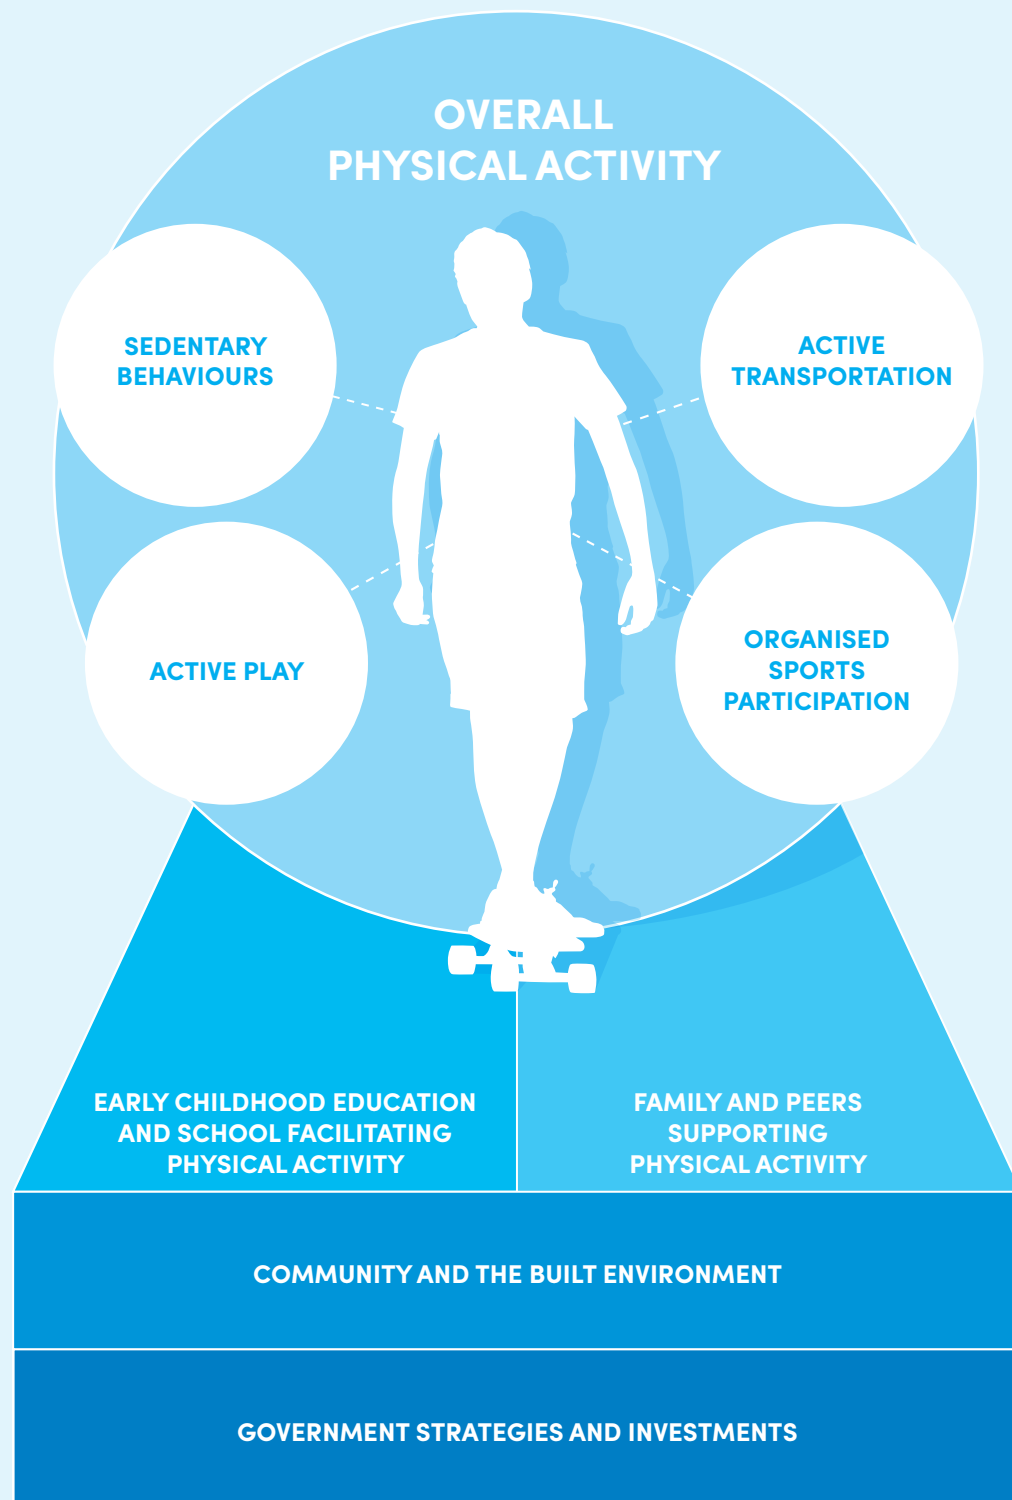 OVERALL
PHYSICAL ACTIVITY
SEDENTARY
BEHAVIOURS
ACTIVE
TRANSPORTATION
ACTIVE PLAY
ORGANISED
SPORTS
PARTICIPATION
EARLY CHILDHOOD EDUCATION
AND SCHOOL FACILITATING
PHYSICAL ACTIVITY
FAMILY AND PEERS
SUPPORTING
PHYSICAL ACTIVITY
COMMUNITY AND THE BUILT ENVIRONMENT
GOVERNMENT STRATEGIES AND INVESTMENTS